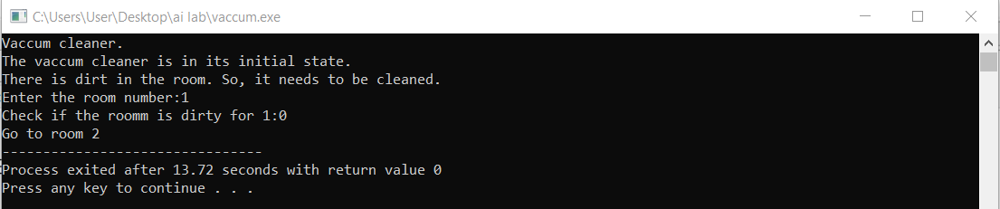 C:\Users\User\Desktop\ai lab\vaccum.exe
Vaccum cleaner.
The vaccum cleaner is in its initial state.
There is dirt in the room. So, it needs to be cleaned.
Enter the room number:1
Check if the roomm is dirty for 1:0
Go to room 2
--------------------------------
Process exited after 13.72 seconds with return value 0
Press any key to continue . . .